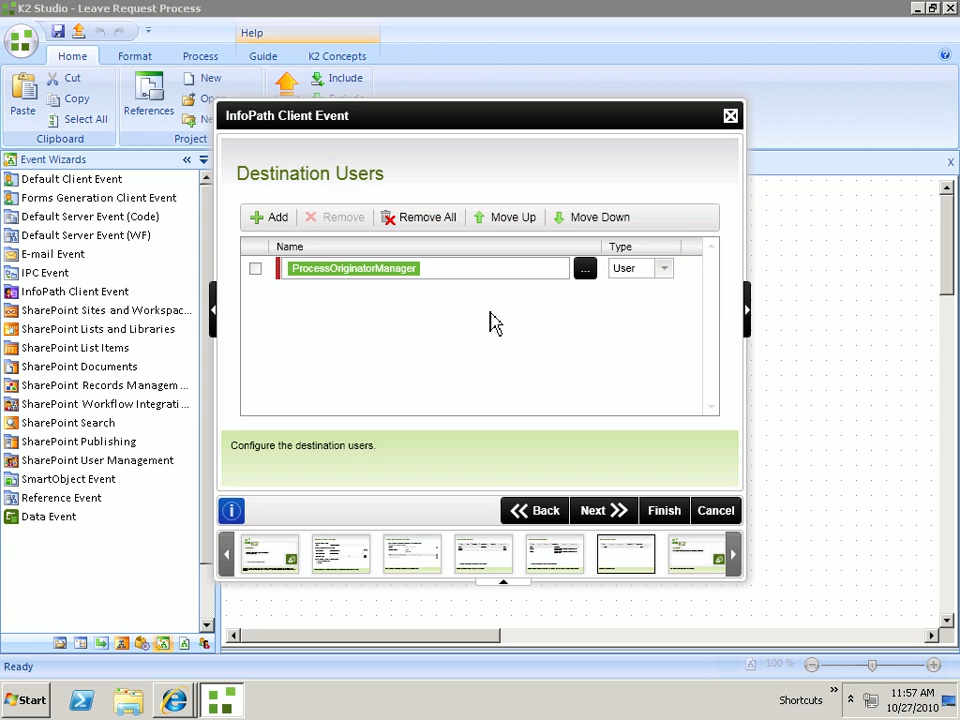 K2 Studio - Leave Request Process
Help
Home
Format
Process
Guide
K2 Concepts
Paste
Cut
Copy
Select All
Clipboard
References
New
Project
Include
Event Wizards
Default Client Event
Forms Generation Client Event
Default Server Event (Code)
Default Server Event (WF)
E-mail Event
IPC Event
InfoPath Client Event
SharePoint Sites and Workspac...
SharePoint Lists and Libraries
SharePoint List Items
SharePoint Documents
SharePoint Records Managem ...
SharePoint Workflow Integrati...
SharePoint Search
SharePoint Publishing
SharePoint User Management
SmartObject Event
Reference Event
Data Event
InfoPath Client Event
Destination Users
Add
Remove
Remove All
Move Up
Move Down
Name
Type
ProcessOriginatorManager
...
User
Configure the destination users.
Back
Next
Finish
Cancel
Ready
100 %
Start
Shortcuts
11:57 AM
10/27/2010